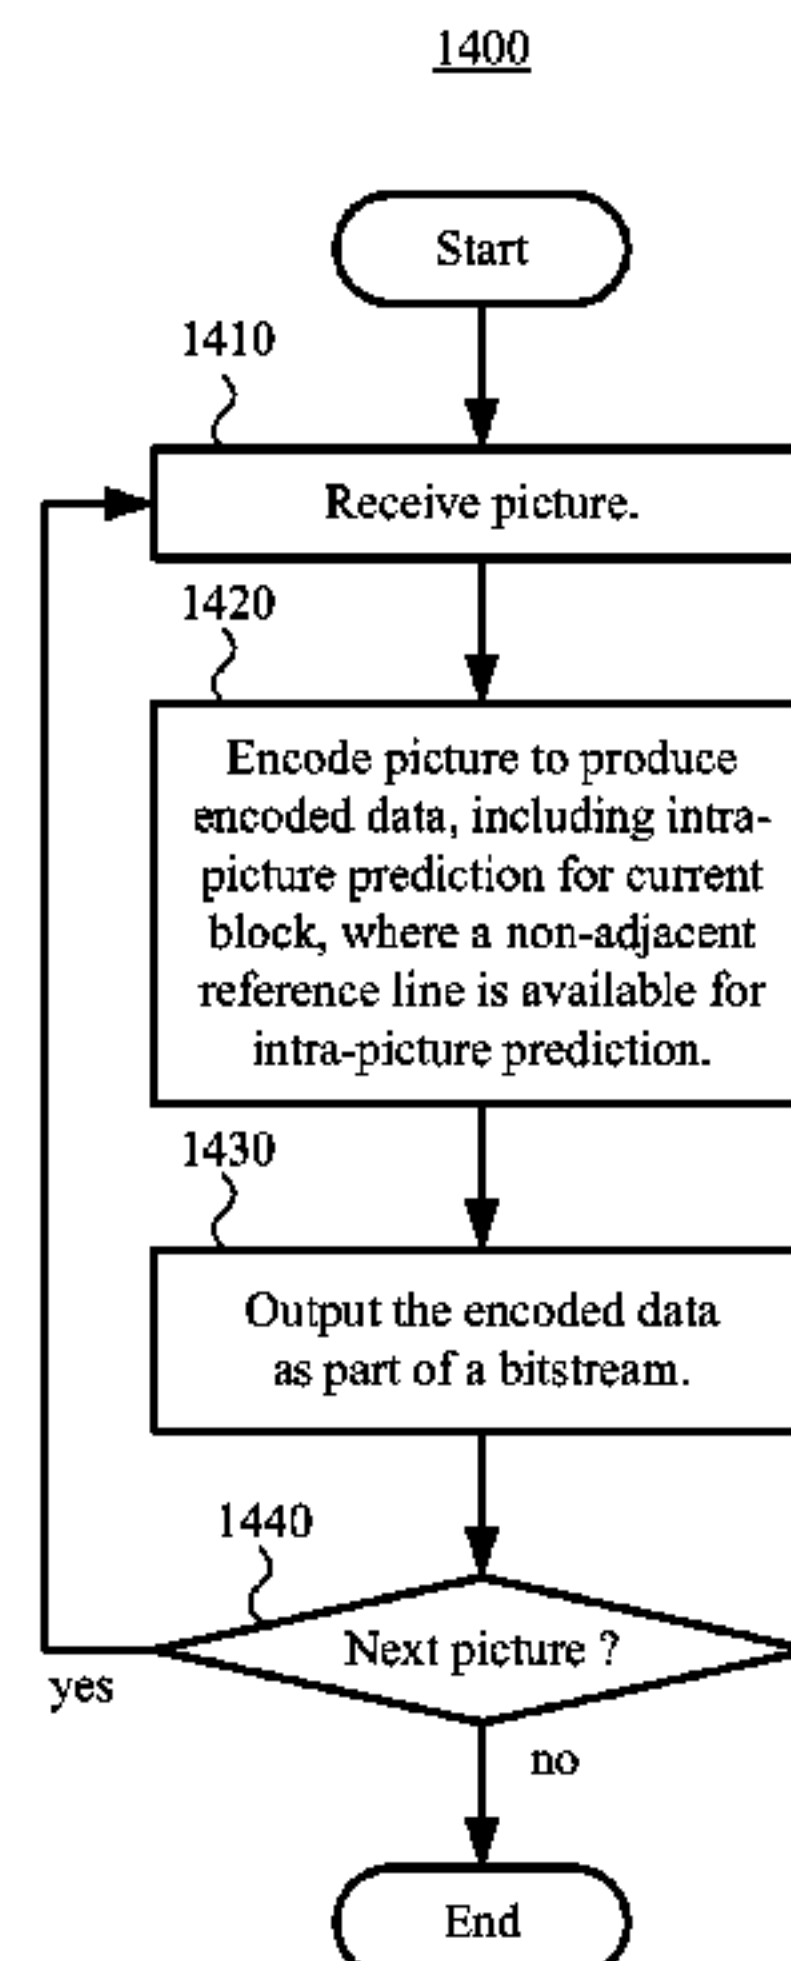 1400
Start
1410
Receive picture.
1420
Encode picture to produce
encoded data, including intra-
picture prediction for current
block, where a non-adjacent
reference line is available for
intra-picture prediction.
1430
Output the encoded data
as part of a bitstream.
1440
Next picture ?
yes
no
End